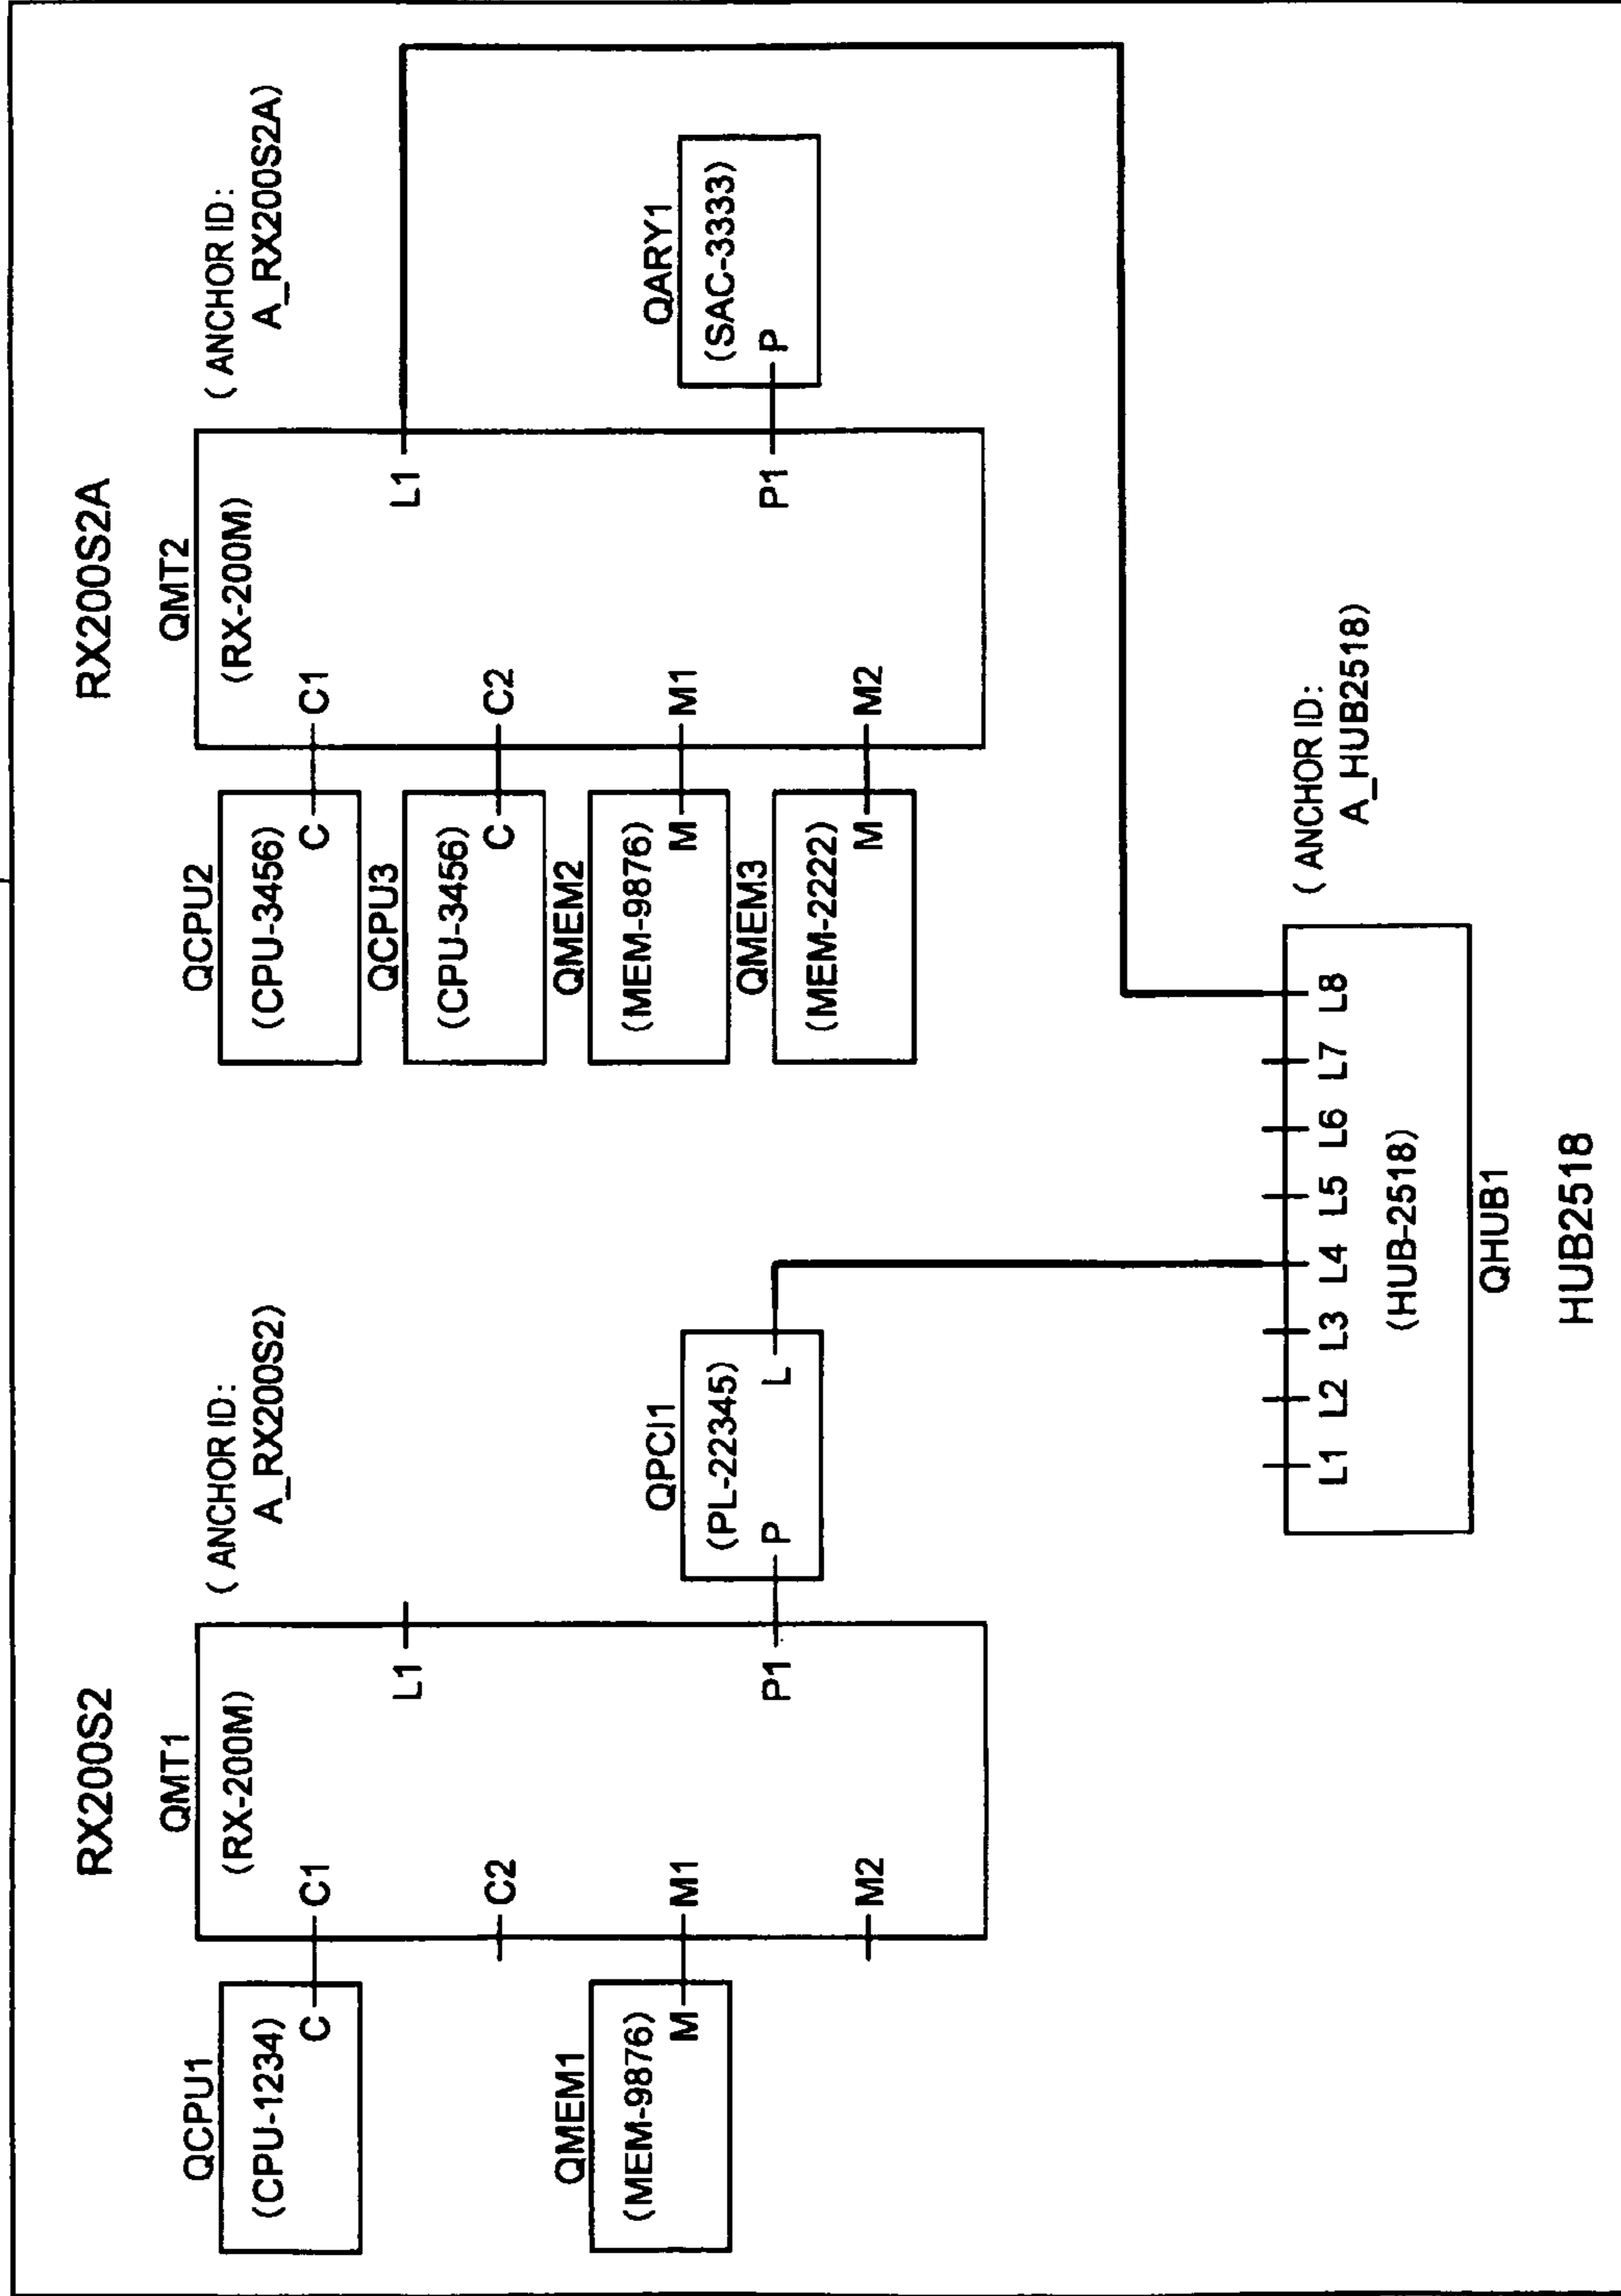 RX200S2
QMT1
(RX-200M)
( ANCHOR ID:
A_RX200S2)
QCPU1
(CPU-1234)
C
C1
L1
C2
QMEM1
(MEM-9876)
M
M1
M2
P1
QPCI1
(PL-22345)
P
L
RX200S2A
QMT2
(RX-200M)
( ANCHOR ID:
A_RX200S2A)
QCPU2
(CPU-3456)
C
C1
L1
QCPU3
(CPU-3456)
C
C2
QMEM2
(MEM-9876)
M
M1
QMEM3
(MEM-2222)
M
M2
P1
QARY1
(SAC-3333)
P
( ANCHOR ID:
A_HUB2518)
L1 L2 L3 L4 L5 L6 L7 L8
(HUB-2518)
QHUB1
HUB2518